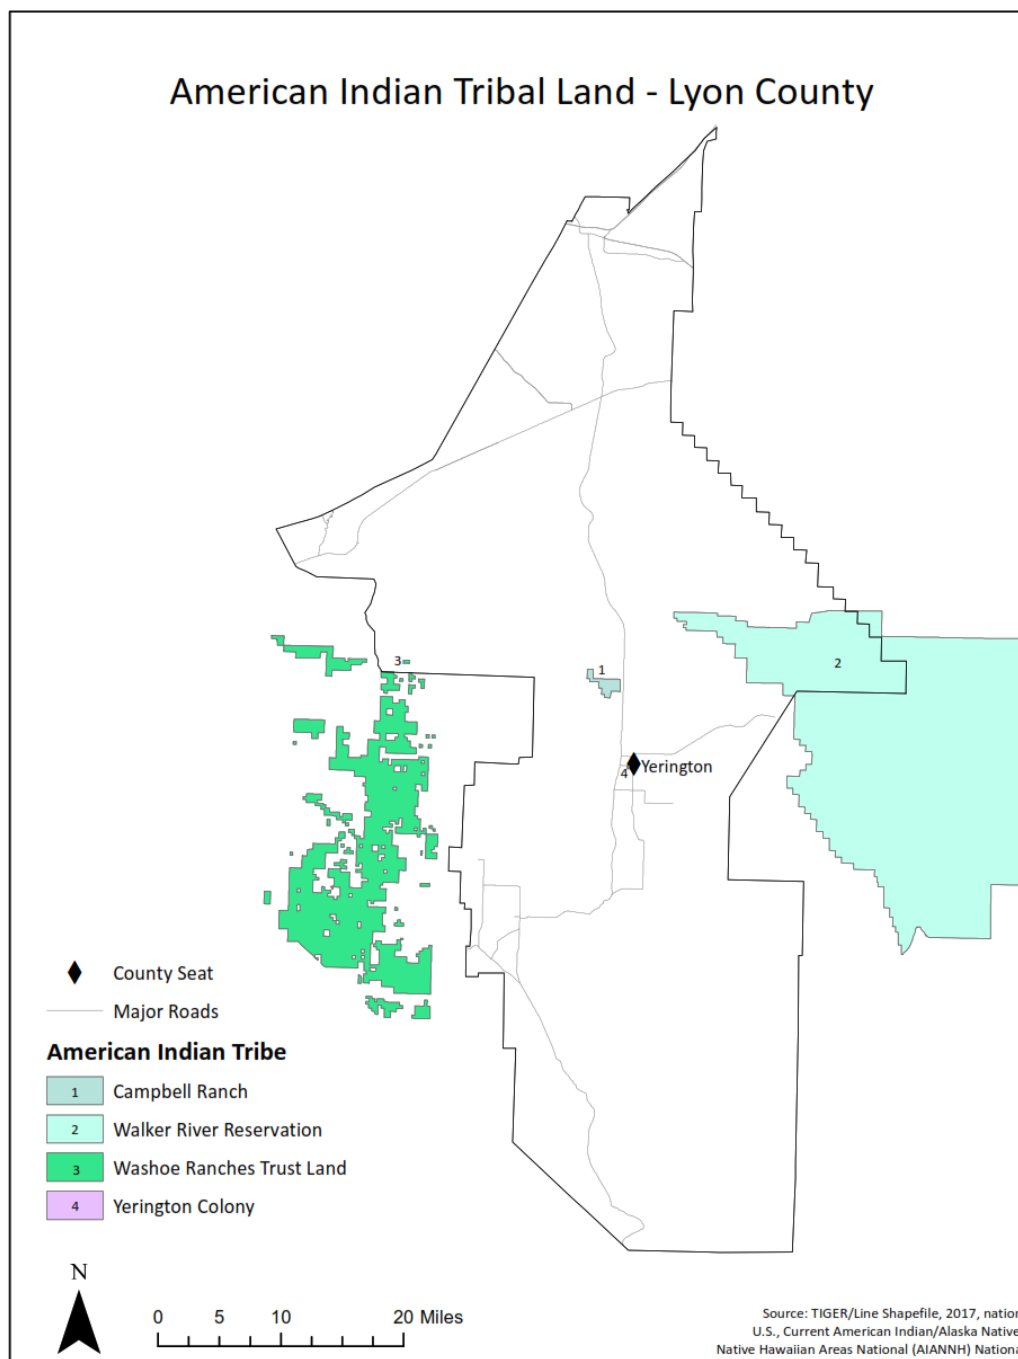 American Indian Tribal Land - Lyon County
3
1
2
4
Yerington
County Seat
Major Roads
American Indian Tribe
1 Campbell Ranch
2 Walker River Reservation
3 Washoe Ranches Trust Land
4 Yerington Colony
N
0 5 10 20 Miles
Source: TIGER/Line Shapefile, 2017, nation
U.S., Current American Indian/Alaska Native
Native Hawaiian Areas National (AIANNH) Nationa